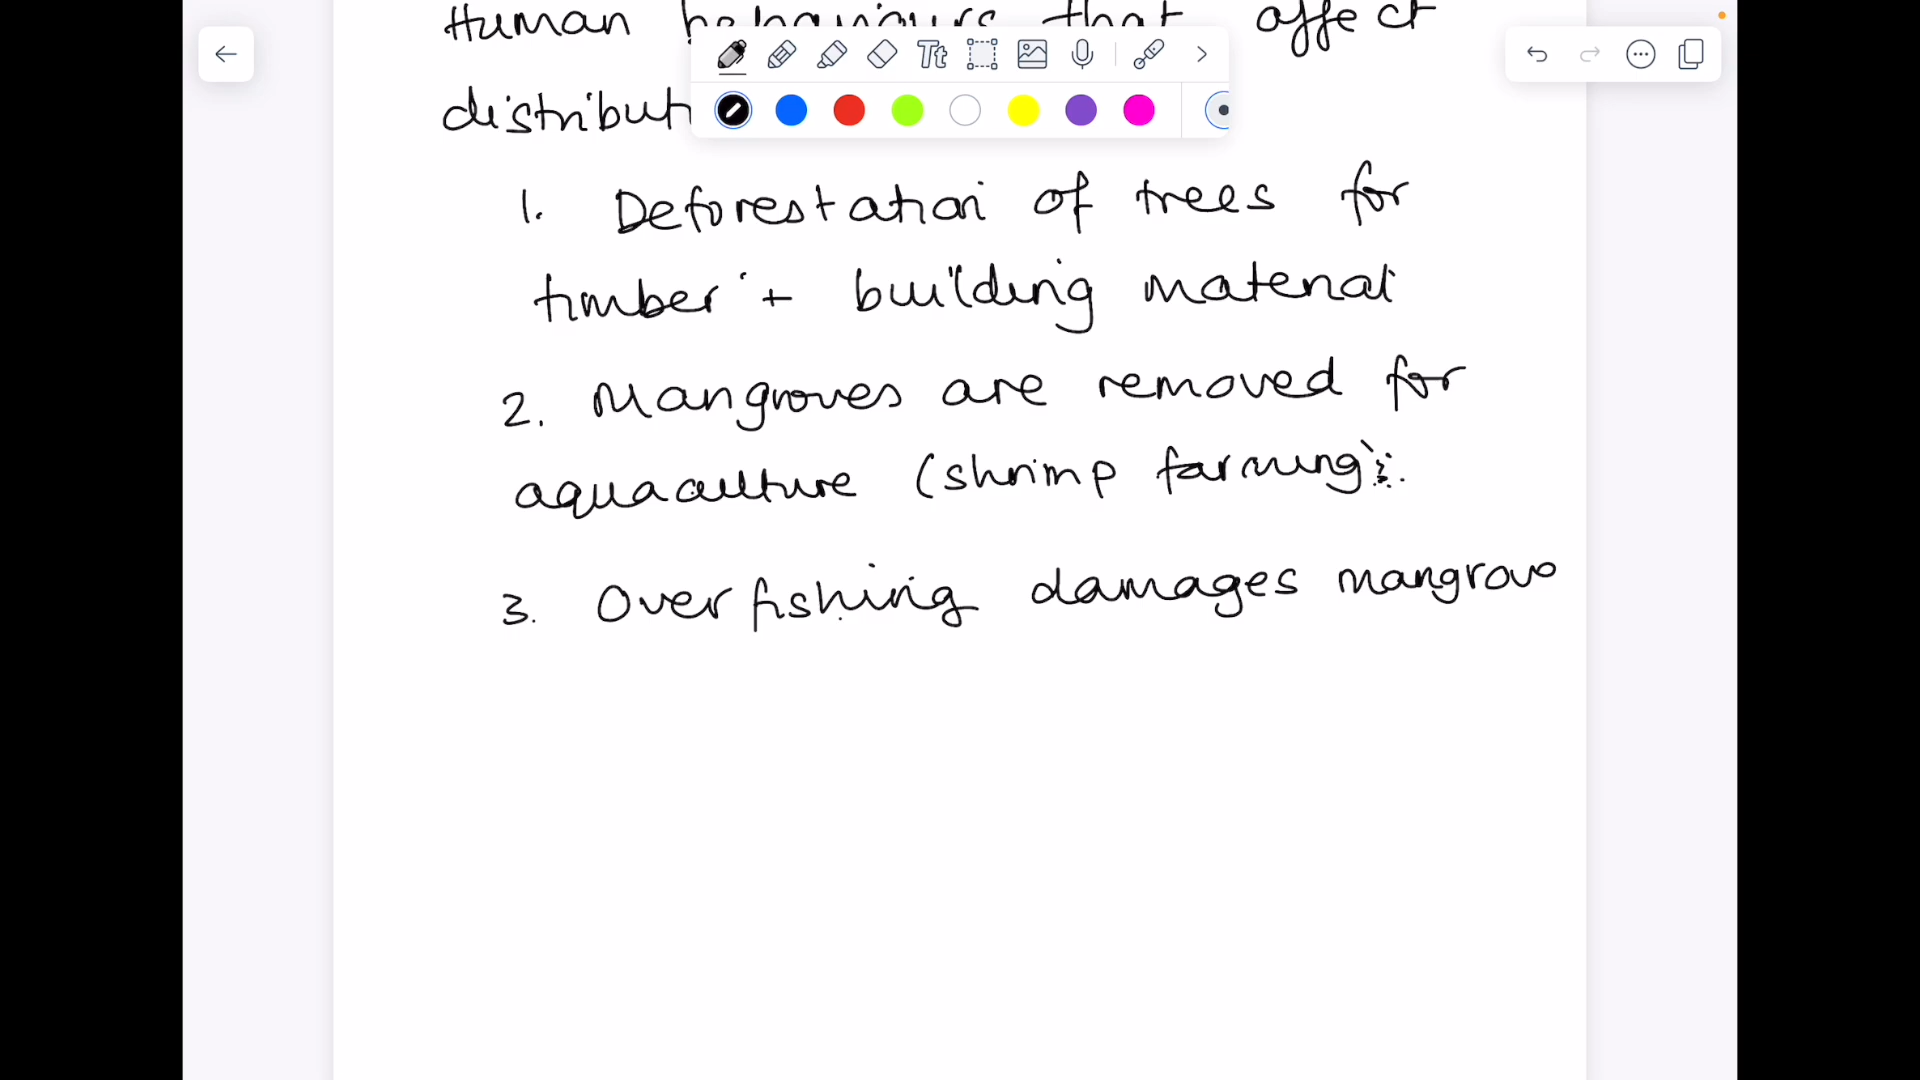 Human behaviours that affect
distribut
1. Deforestation of trees for
timber + building material
2. Mangroves are removed for
aquaculture (shrimp farming).
3. Overfishing damages mangrove
Tt